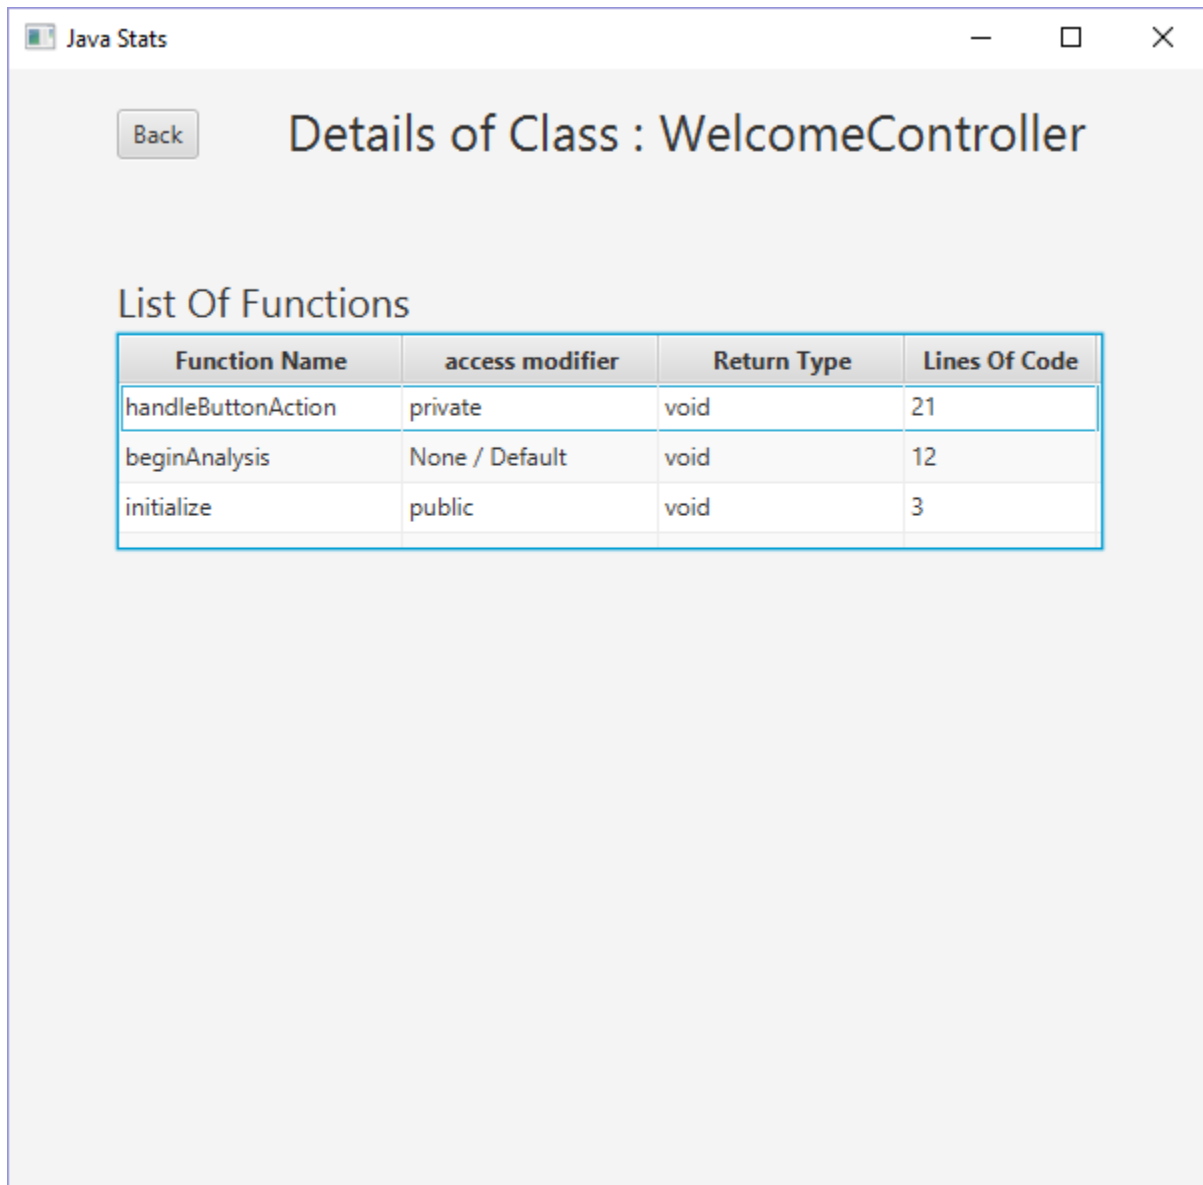 Java Stats
Back
Details of Class : WelcomeController
List Of Functions
Function Name access modifier Return Type Lines Of Code
handleButtonAction private void 21
beginAnalysis None / Default void 12
initialize public void 3